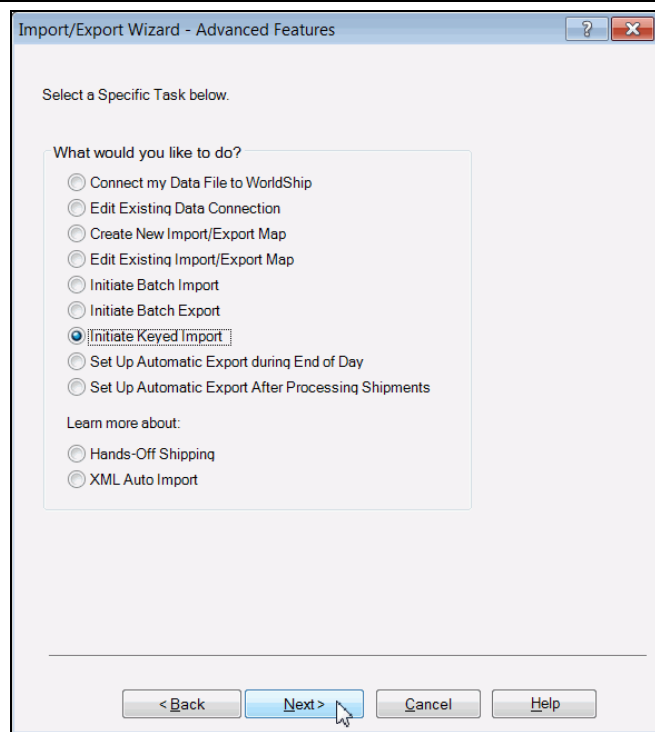 Import/Export Wizard - Advanced Features
Select a Specific Task below.
What would you like to do?
Connect my Data File to WorldShip
Edit Existing Data Connection
Create New Import/Export Map
Edit Existing Import/Export Map
Initiate Batch Import
Initiate Batch Export
Initiate Keyed Import
Set Up Automatic Export during End of Day
Set Up Automatic Export After Processing Shipments
Learn more about:
Hands-Off Shipping
XML Auto Import
< Back Next > Cancel Help